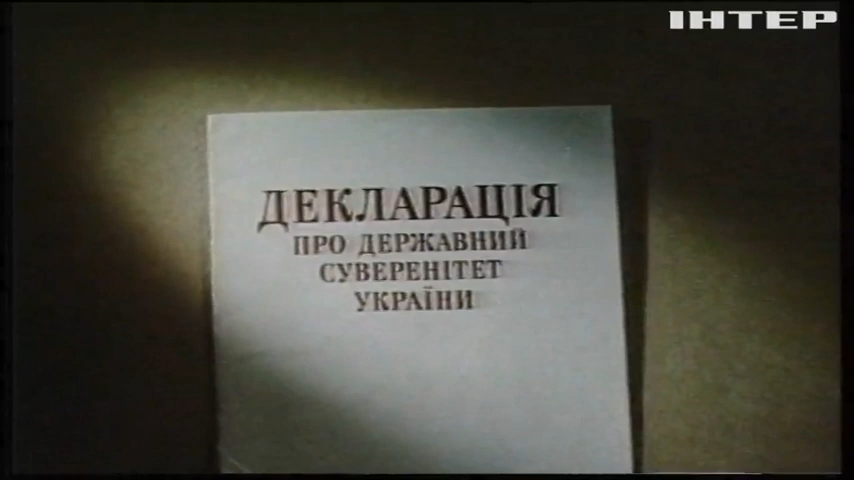 ІНТЕР
ДЕКЛАРАЦІЯ
ПРО ДЕРЖАВНИЙ
СУВЕРЕНІТЕТ
УКРАЇНИ